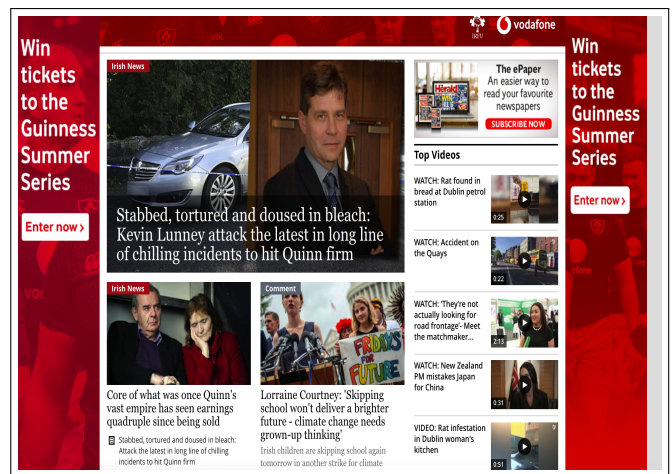 Win
tickets
to the
Guinness
Summer
Series
Enter now ›
IRFU
vodafone
Irish News
Stabbed, tortured and doused in bleach:
Kevin Lunney attack the latest in long line
of chilling incidents to hit Quinn firm
Irish News
Core of what was once Quinn's
vast empire has seen earnings
quadruple since being sold
Stabbed, tortured and doused in bleach:
Attack the latest in long line of chilling
incidents to hit Quinn firm
Comment
FRIDAYS
FUTURE
Lorraine Courtney: 'Skipping
school won't deliver a brighter
future - climate change needs
grown-up thinking'
Irish children are skipping school again
tomorrow in another strike for climate
Herald
The ePaper
An easier way to
read your favourite
newspapers
SUBSCRIBE NOW
Top Videos
WATCH: Rat found in
bread at Dublin petrol
station
0:25
WATCH: Accident on
the Quays
0:22
WATCH: 'They're not
actually looking for
road frontage'- Meet
the matchmaker...
2:13
WATCH: New Zealand
PM mistakes Japan
for China
0:31
VIDEO: Rat infestation
in Dublin woman's
kitchen
0:51
Win
tickets
to the
Guinness
Summer
Series
Enter now ›